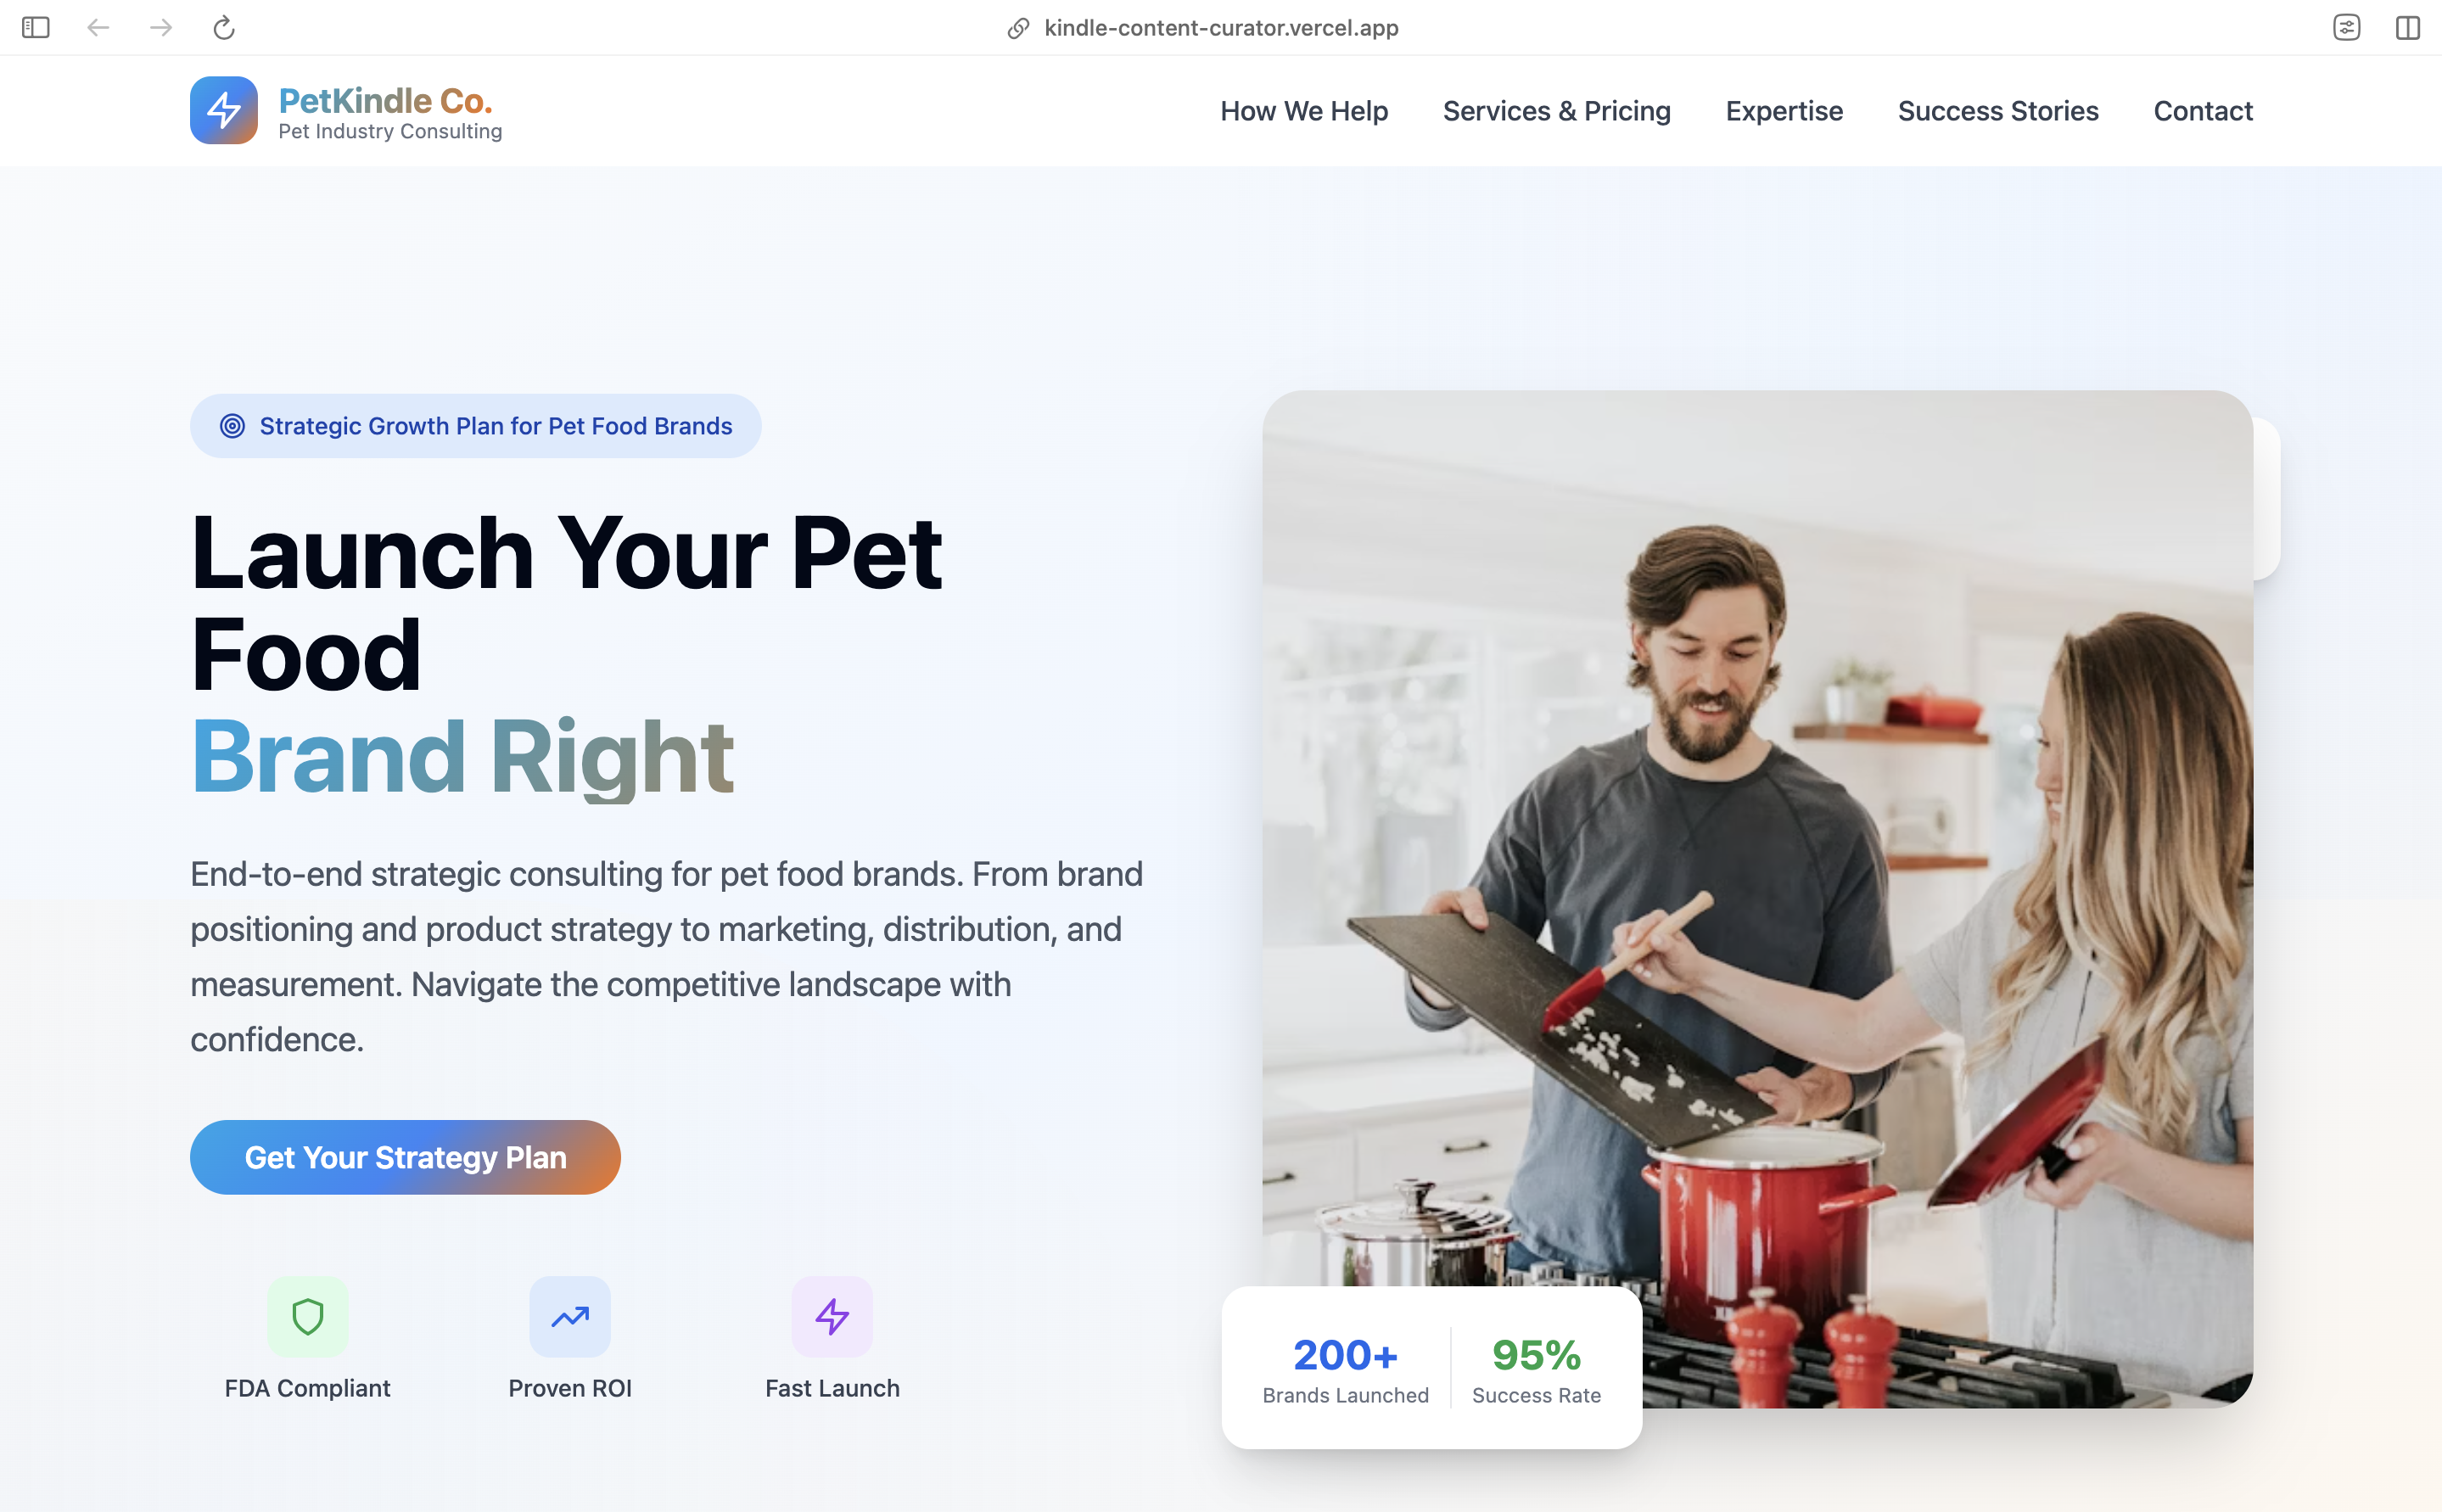 kindle-content-curator.vercel.app
PetKindle Co.
Pet Industry Consulting
How We Help
Services & Pricing
Expertise
Success Stories
Contact
Strategic Growth Plan for Pet Food Brands
Launch Your Pet
Food
Brand Right
End-to-end strategic consulting for pet food brands. From brand
positioning and product strategy to marketing, distribution, and
measurement. Navigate the competitive landscape with
confidence.
Get Your Strategy Plan
FDA Compliant
Proven ROI
Fast Launch
200+
Brands Launched
95%
Success Rate